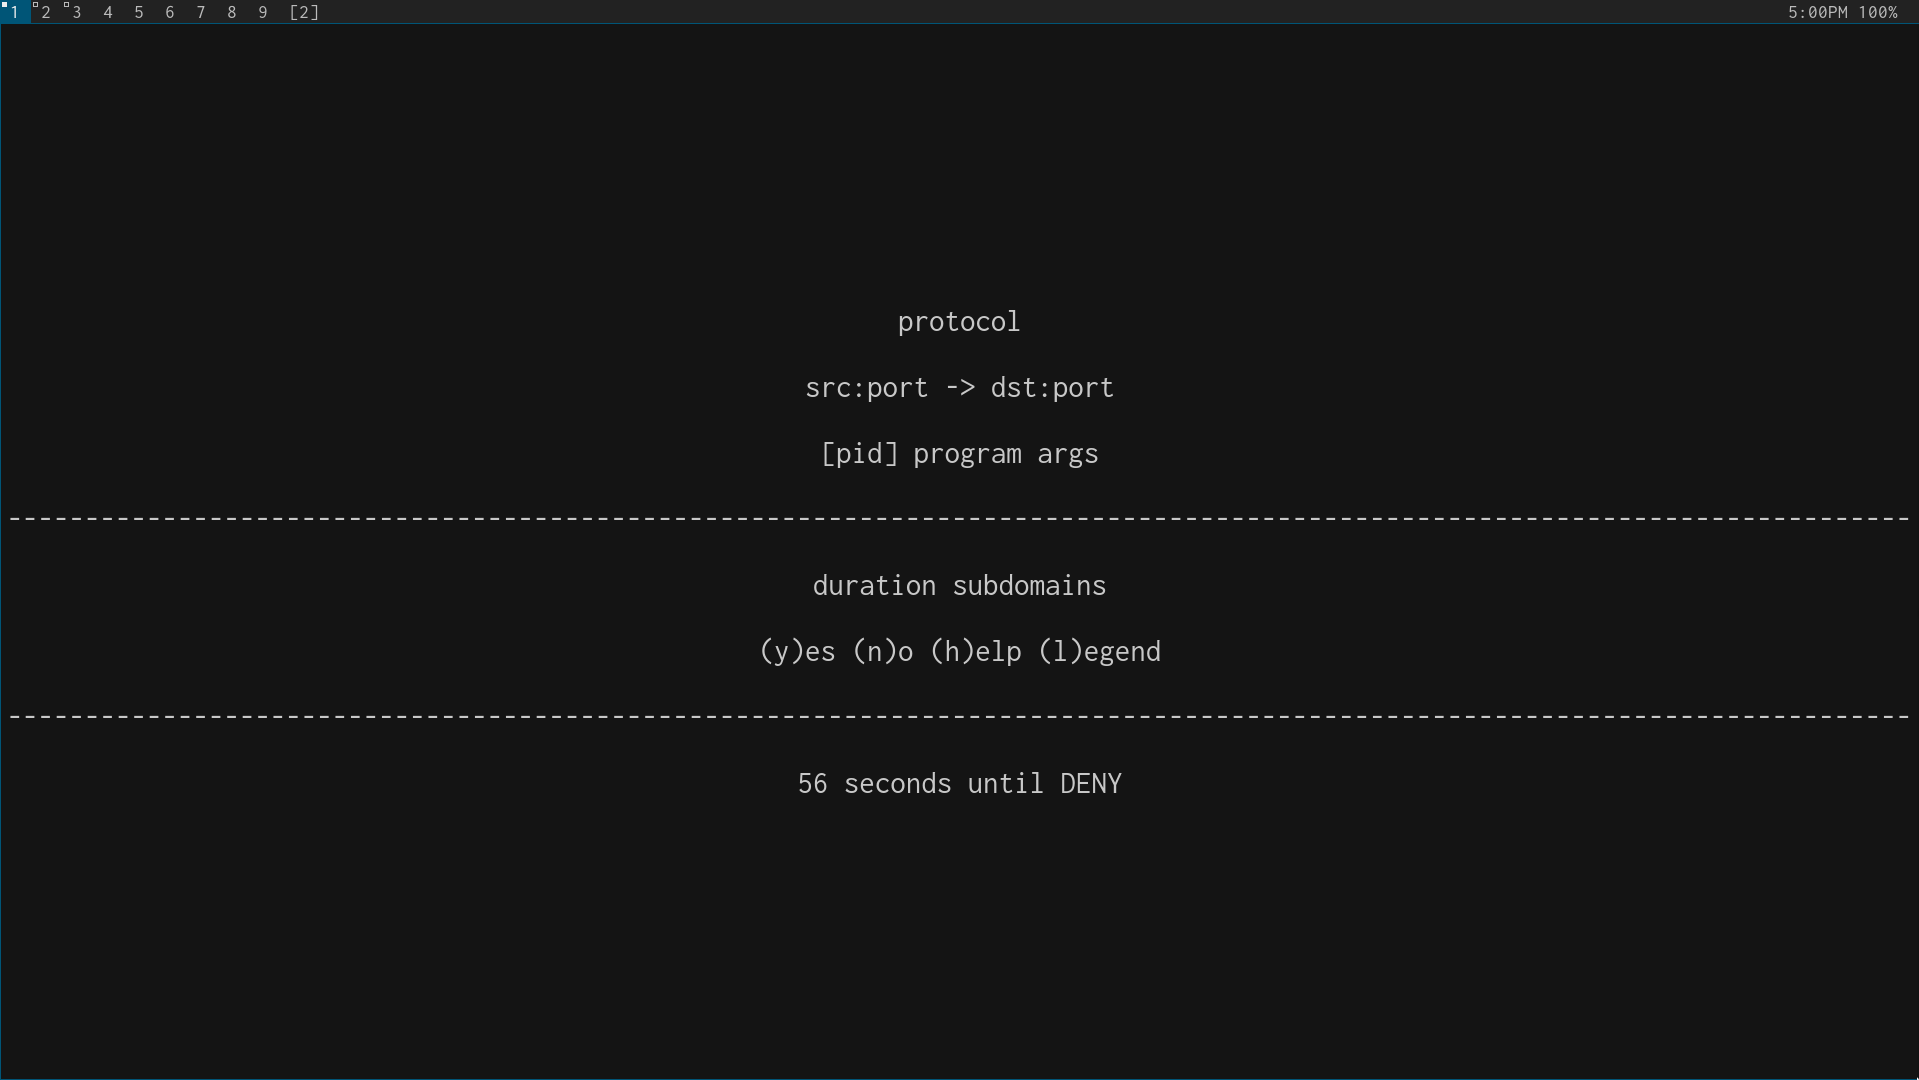 1 2 3 4 5 6 7 8 9 [2] 5:00PM 100%
protocol
src:port -> dst:port
[pid] program args
---------------------------------------------------------------------------------------------------------------------------
duration subdomains
(y)es (n)o (h)elp (l)egend
---------------------------------------------------------------------------------------------------------------------------
56 seconds until DENY